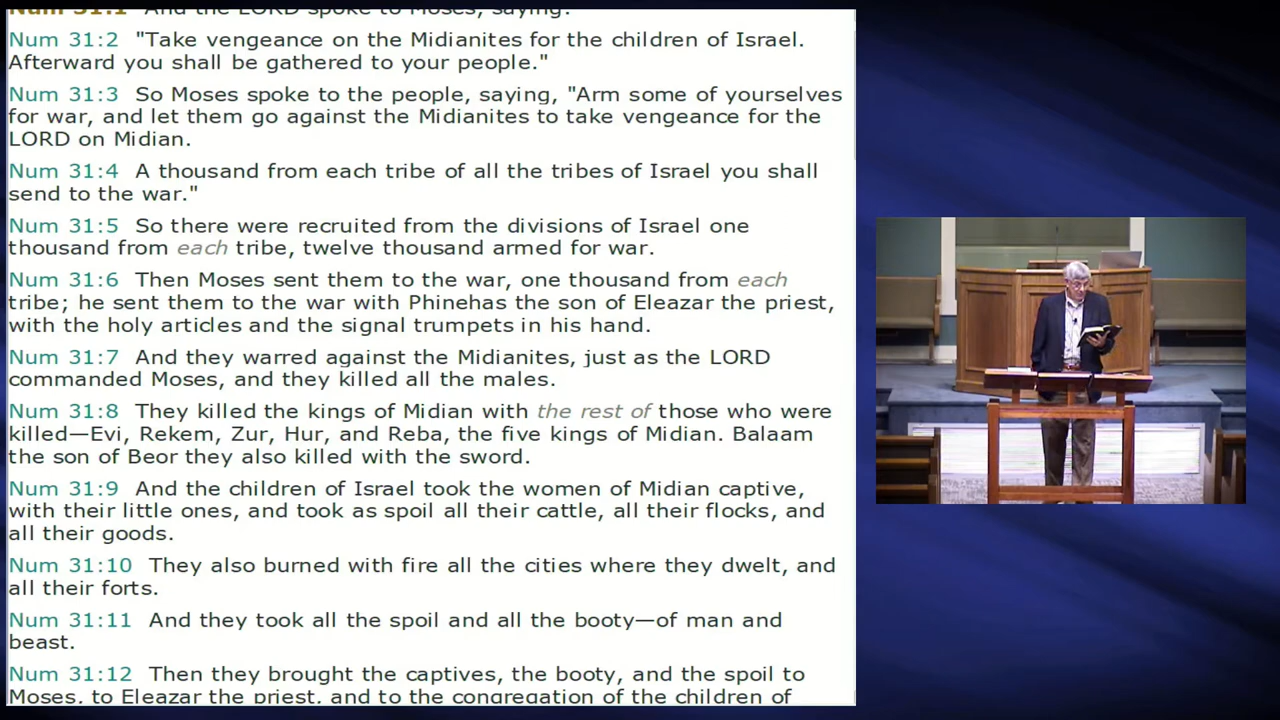 Num 31:1 And the LORD spoke to Moses, saying:
Num 31:2 "Take vengeance on the Midianites for the children of Israel.
Afterward you shall be gathered to your people."
Num 31:3 So Moses spoke to the people, saying, "Arm some of yourselves
for war, and let them go against the Midianites to take vengeance for the
LORD on Midian.
Num 31:4 A thousand from each tribe of all the tribes of Israel you shall
send to the war."
Num 31:5 So there were recruited from the divisions of Israel one
thousand from each tribe, twelve thousand armed for war.
Num 31:6 Then Moses sent them to the war, one thousand from each
tribe; he sent them to the war with Phinehas the son of Eleazar the priest,
with the holy articles and the signal trumpets in his hand.
Num 31:7 And they warred against the Midianites, just as the LORD
commanded Moses, and they killed all the males.
Num 31:8 They killed the kings of Midian with the rest of those who were
killed—Evi, Rekem, Zur, Hur, and Reba, the five kings of Midian. Balaam
the son of Beor they also killed with the sword.
Num 31:9 And the children of Israel took the women of Midian captive,
with their little ones, and took as spoil all their cattle, all their flocks, and
all their goods.
Num 31:10 They also burned with fire all the cities where they dwelt, and
all their forts.
Num 31:11 And they took all the spoil and all the booty—of man and
beast.
Num 31:12 Then they brought the captives, the booty, and the spoil to
Moses, to Eleazar the priest, and to the congregation of the children of